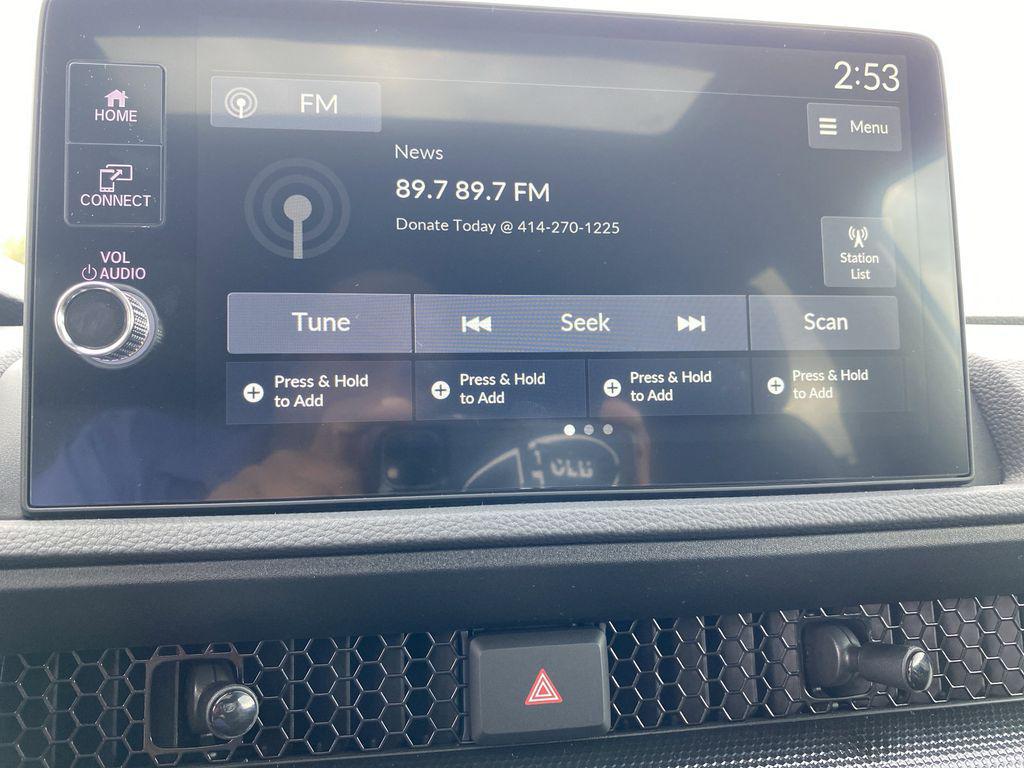 2:53
HOME
CONNECT
VOL
AUDIO
FM
Menu
News
89.7 89.7 FM
Donate Today @ 414-270-1225
Station
List
Tune
Seek
Scan
Press & Hold
to Add
Press & Hold
to Add
Press & Hold
to Add
Press & Hold
to Add